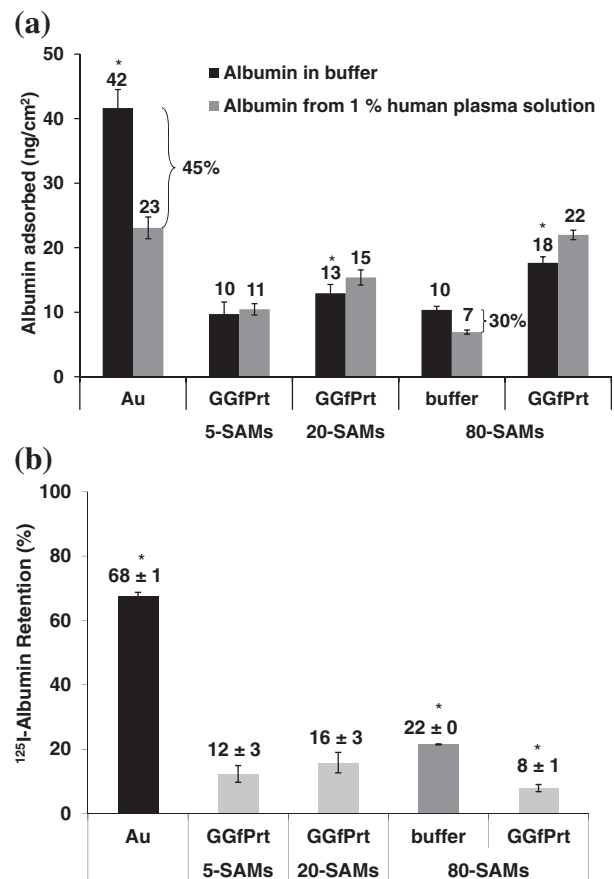 (a)
Albumin adsorbed (ng/cm²)
50
40
30
20
10
0
Albumin in buffer
Albumin from 1 % human plasma solution
*
42
23
45%
10
11
*
13
15
10
7
30%
*
18
22
Au
GGfPrt
GGfPrt
buffer
GGfPrt
5-SAMs
20-SAMs
80-SAMs
(b)
¹²⁵I-Albumin Retention (%)
100
80
60
40
20
0
*
68 ± 1
12 ± 3
16 ± 3
*
22 ± 0
*
8 ± 1
Au
GGfPrt
GGfPrt
buffer
GGfPrt
5-SAMs
20-SAMs
80-SAMs